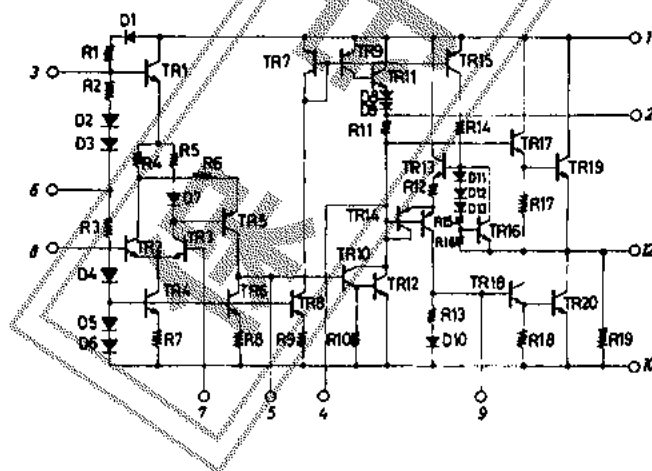 D1
1
R1
TR7
TR9
3
TR1
TR11
TR15
R2
D8
D9
2
D2
R11
R14
D3
TR17
R4
R5
R6
TR13
D11
TR19
6
D7
R12
D12
D13
R17
R3
TR5
TR14
R15
TR16
8
TR2
TR3
R16
12
D4
TR10
TR18
TR4
TR6
TR8
TR12
TR20
D5
R13
D6
R7
R8
R9
R10
D10
R18
R19
10
7
5
4
9